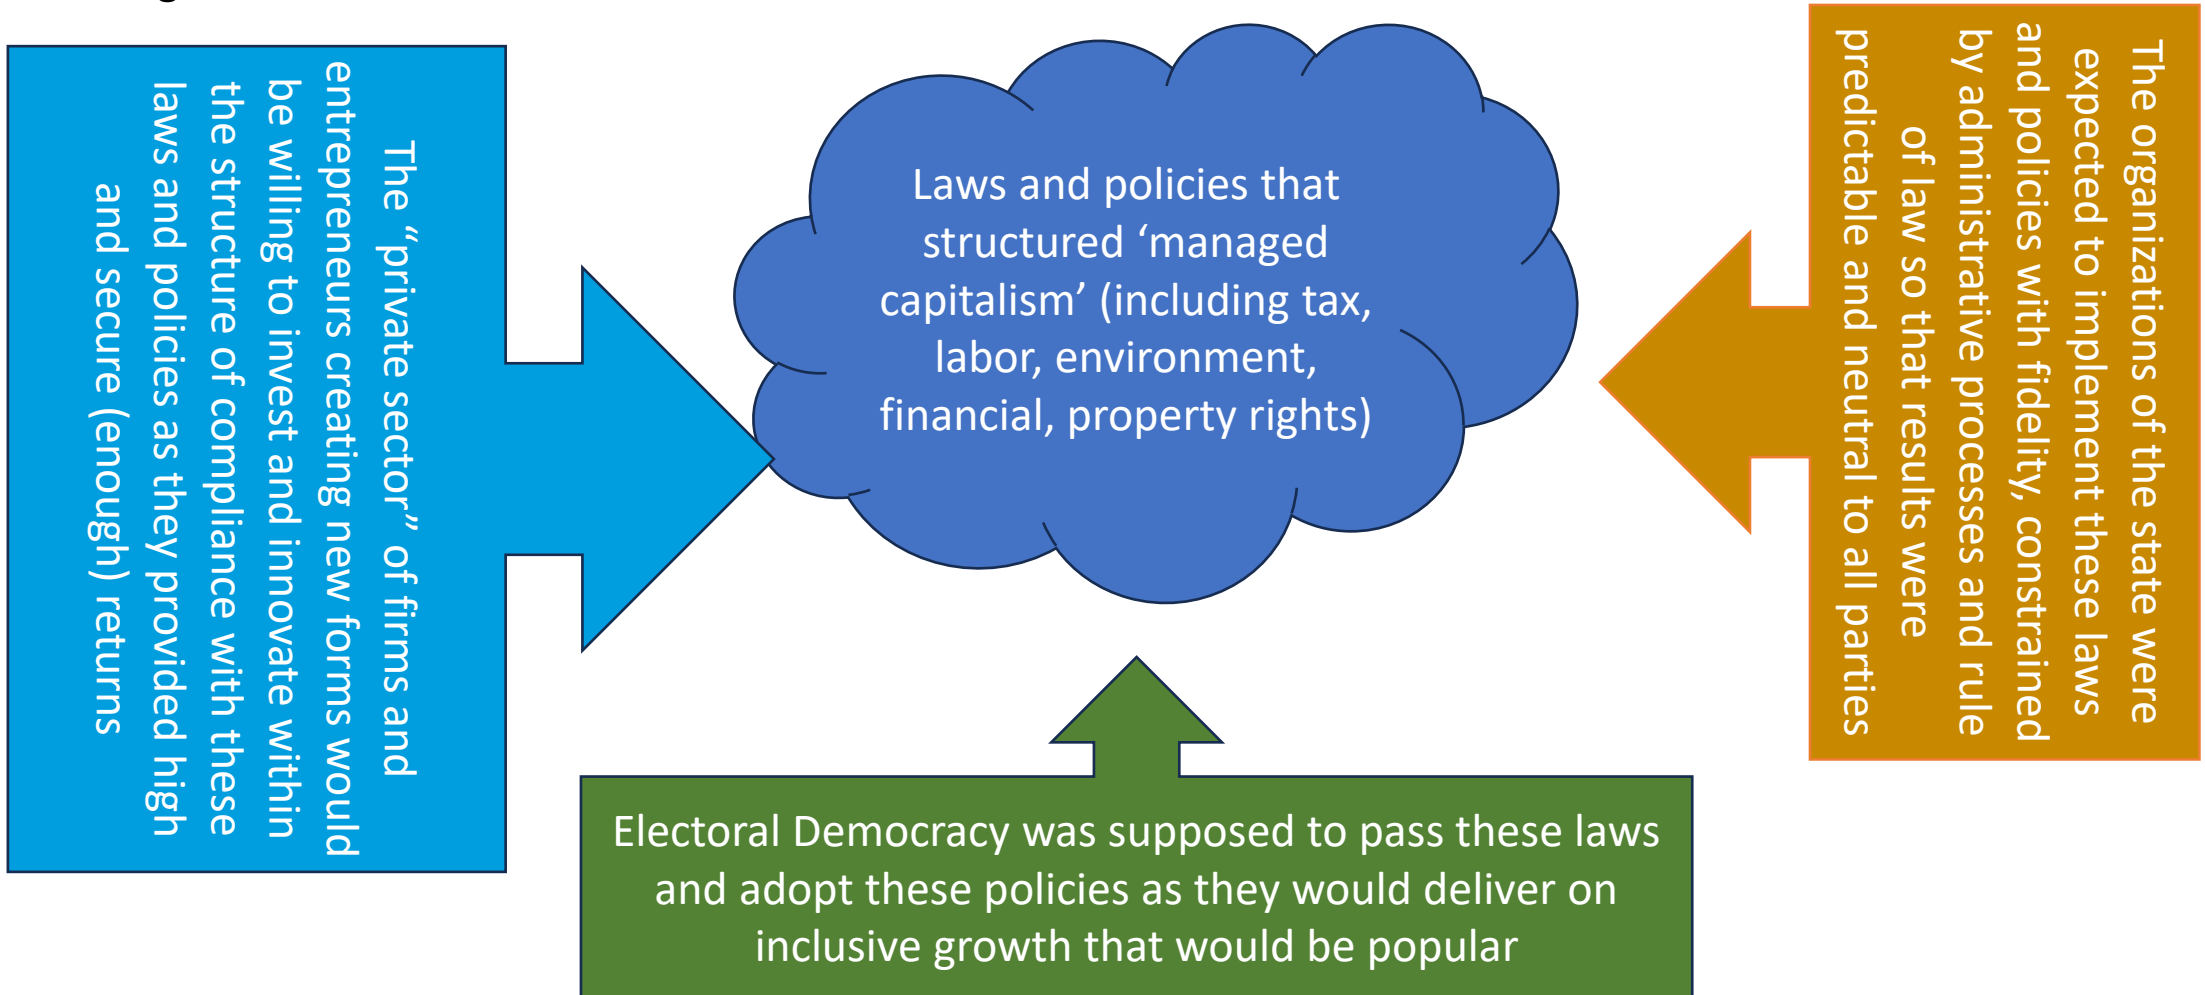 The “private sector” of firms and
entrepreneurs creating new forms would
be willing to invest and innovate within
the structure of compliance with these
laws and policies as they provided high
and secure (enough) returns
Laws and policies that
structured ‘managed
capitalism’ (including tax,
labor, environment,
financial, property rights)
The organizations of the state were
expected to implement these laws
and policies with fidelity, constrained
by administrative processes and rule
of law so that results were
predictable and neutral to all parties
Electoral Democracy was supposed to pass these laws
and adopt these policies as they would deliver on
inclusive growth that would be popular